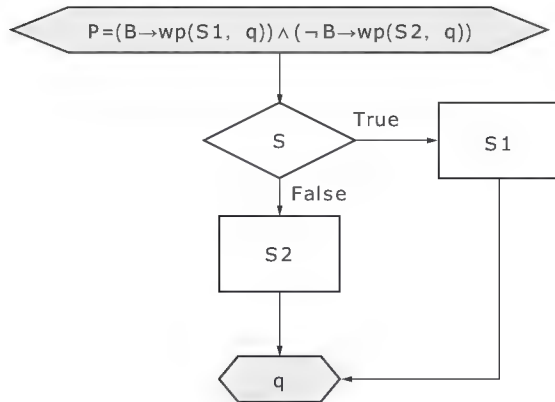 P=(B→wp(S1, q))∧(¬B→wp(S2, q))
S
True
S1
False
S2
q